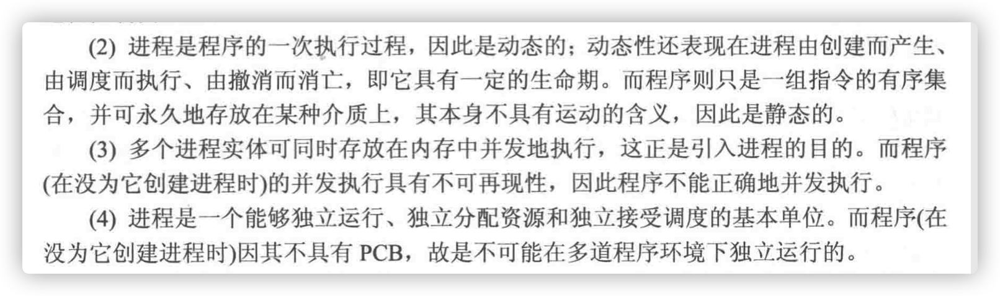 (2) 进程是程序的一次执行过程，因此是动态的；动态性还表现在进程由创建而产生、
由调度而执行、由撤消而消亡，即它具有一定的生命期。而程序则只是一组指令的有序集
合，并可永久地存放在某种介质上，其本身不具有运动的含义，因此是静态的。
(3) 多个进程实体可同时存放在内存中并发地执行，这正是引入进程的目的。而程序
(在没为它创建进程时)的并发执行具有不可再现性，因此程序不能正确地并发执行。
(4) 进程是一个能够独立运行、独立分配资源和独立接受调度的基本单位。而程序(在
没为它创建进程时)因其不具有 PCB，故是不可能在多道程序环境下独立运行的。